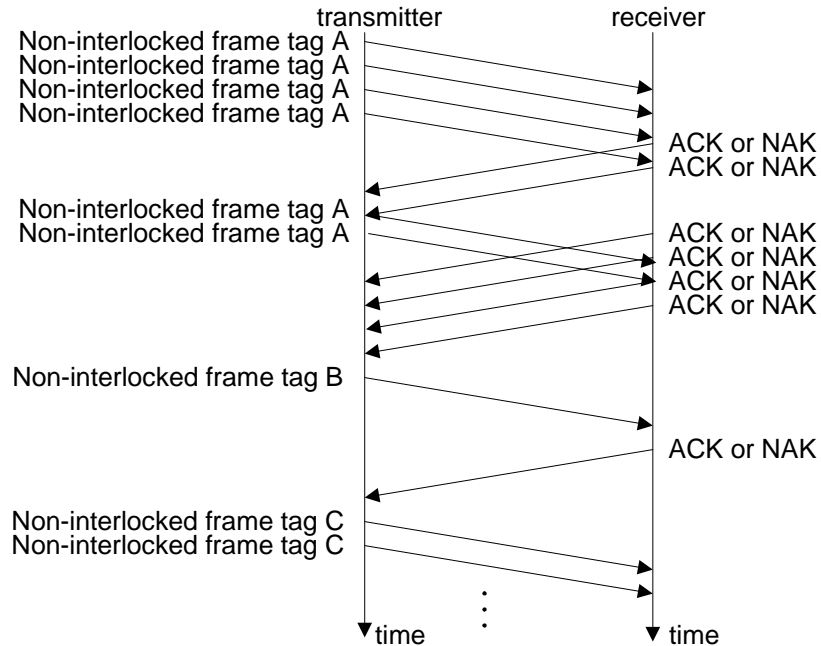 transmitter receiver
Non-interlocked frame tag A
Non-interlocked frame tag A
Non-interlocked frame tag A
Non-interlocked frame tag A
ACK or NAK
ACK or NAK
Non-interlocked frame tag A
Non-interlocked frame tag A
ACK or NAK
ACK or NAK
ACK or NAK
ACK or NAK
Non-interlocked frame tag B
ACK or NAK
Non-interlocked frame tag C
Non-interlocked frame tag C
time time